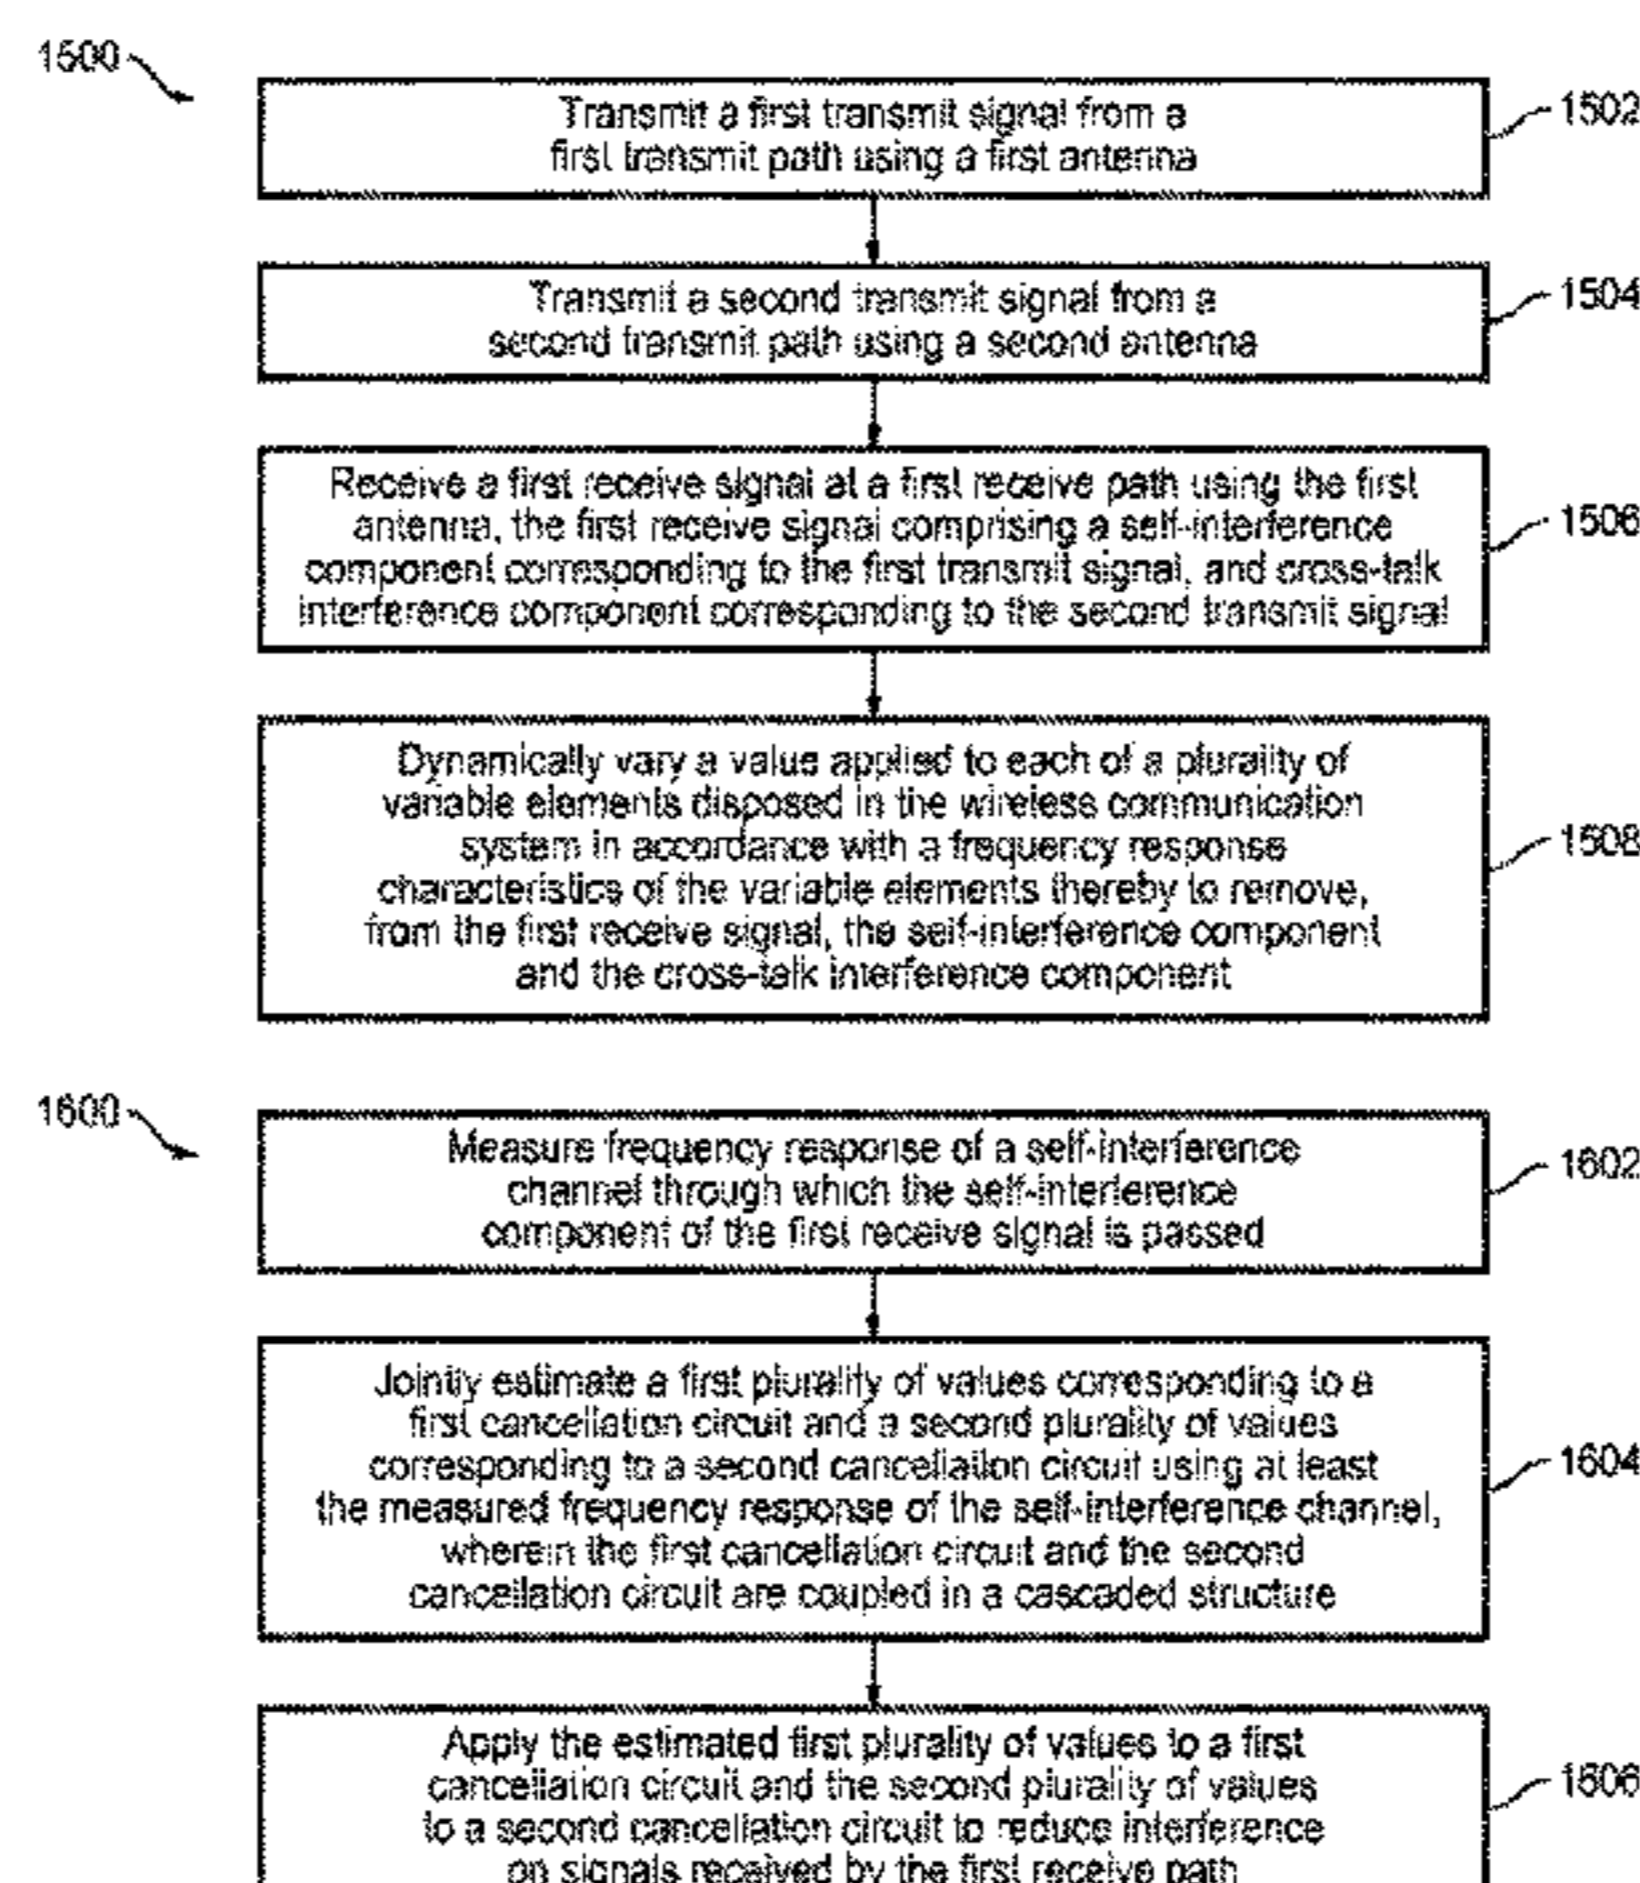 1500
Transmit a first transmit signal from a
first transmit path using a first antenna
1502
Transmit a second transmit signal from a
second transmit path using a second antenna
1504
Receive a first receive signal at a first receive path using the first
antenna, the first receive signal comprising a self-interference
component corresponding to the first transmit signal, and cross-talk
interference component corresponding to the second transmit signal
1506
Dynamically vary a value applied to each of a plurality of
variable elements disposed in the wireless communication
system in accordance with a frequency response
characteristics of the variable elements thereby to remove,
from the first receive signal, the self-interference component
and the cross-talk interference component
1508
1600
Measure frequency response of a self-interference
channel through which the self-interference
component of the first receive signal is passed
1602
Jointly estimate a first plurality of values corresponding to a
first cancellation circuit and a second plurality of values
corresponding to a second cancellation circuit using at least
the measured frequency response of the self-interference channel,
wherein the first cancellation circuit and the second
cancellation circuit are coupled in a cascaded structure
1604
Apply the estimated first plurality of values to a first
cancellation circuit and the second plurality of values
to a second cancellation circuit to reduce interference
on signals received by the first receive path
1606